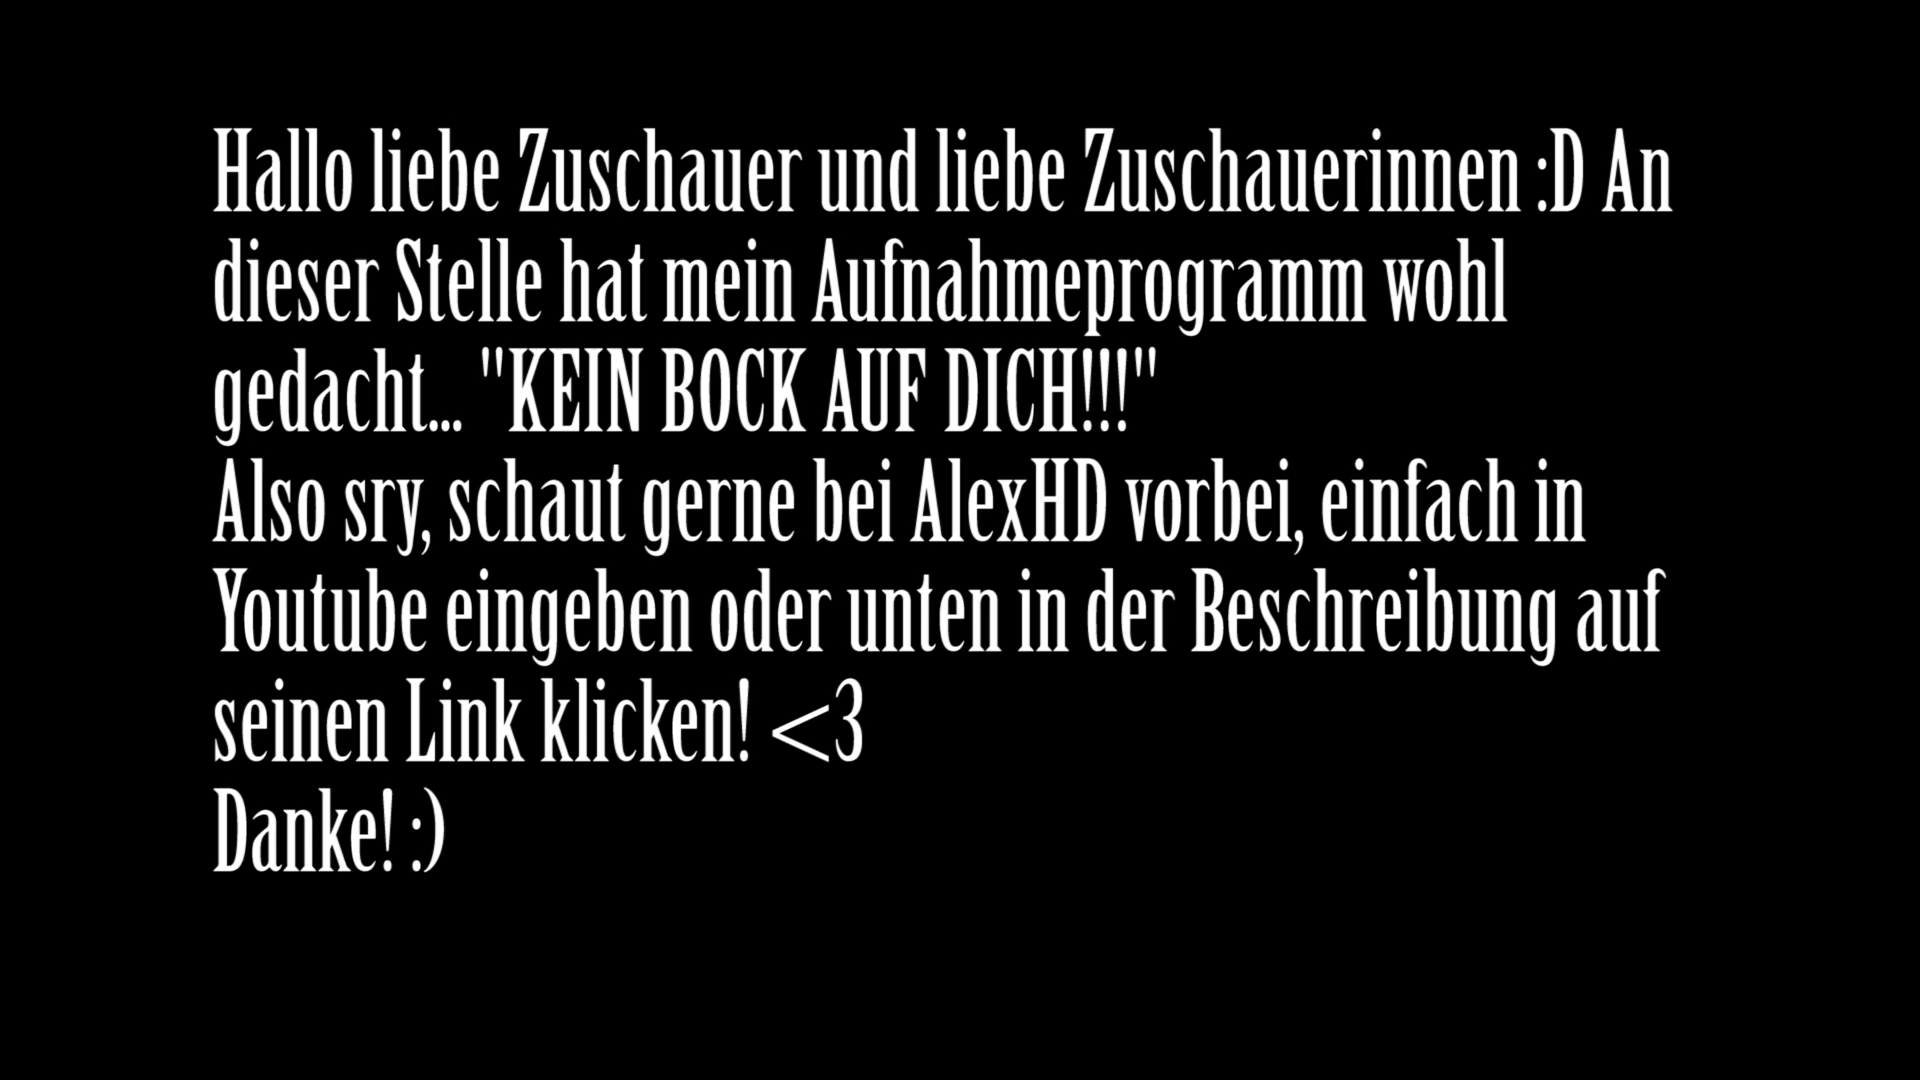 Hallo liebe Zuschauer und liebe Zuschauerinnen :D An
dieser Stelle hat mein Aufnahmeprogramm wohl
gedacht... "KEIN BOCK AUF DICH!!!"
Also sry, schaut gerne bei AlexHD vorbei, einfach in
Youtube eingeben oder unten in der Beschreibung auf
seinen Link klicken! <3
Danke! :)